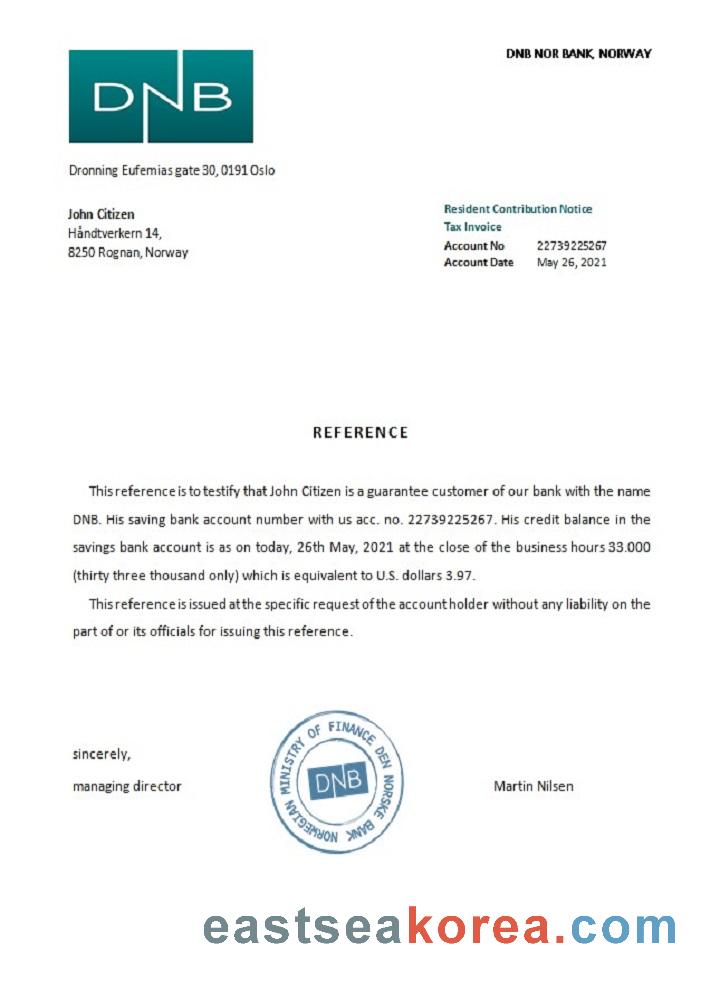 DNB
DNB NOR BANK, NORWAY
Dronning Eufemias gate 30, 0191 Oslo
John Citizen
Håndtverkern 14,
8250 Rognan, Norway
Resident Contribution Notice
Tax Invoice
Account No 22739225267
Account Date May 26, 2021
REFERENCE
This reference is to testify that John Citizen is a guarantee customer of our bank with the name
DNB. His saving bank account number with us acc. no. 22739225267. His credit balance in the
savings bank account is as on today, 26th May, 2021 at the close of the business hours 33.000
(thirty three thousand only) which is equivalent to U.S. dollars 3.97.
This reference is issued at the specific request of the account holder without any liability on the
part of or its officials for issuing this reference.
sincerely,
managing director
NORWEGIAN MINISTRY OF FINANCE DEN NORSKE BANK
DNB
Martin Nilsen
eastseakorea.com